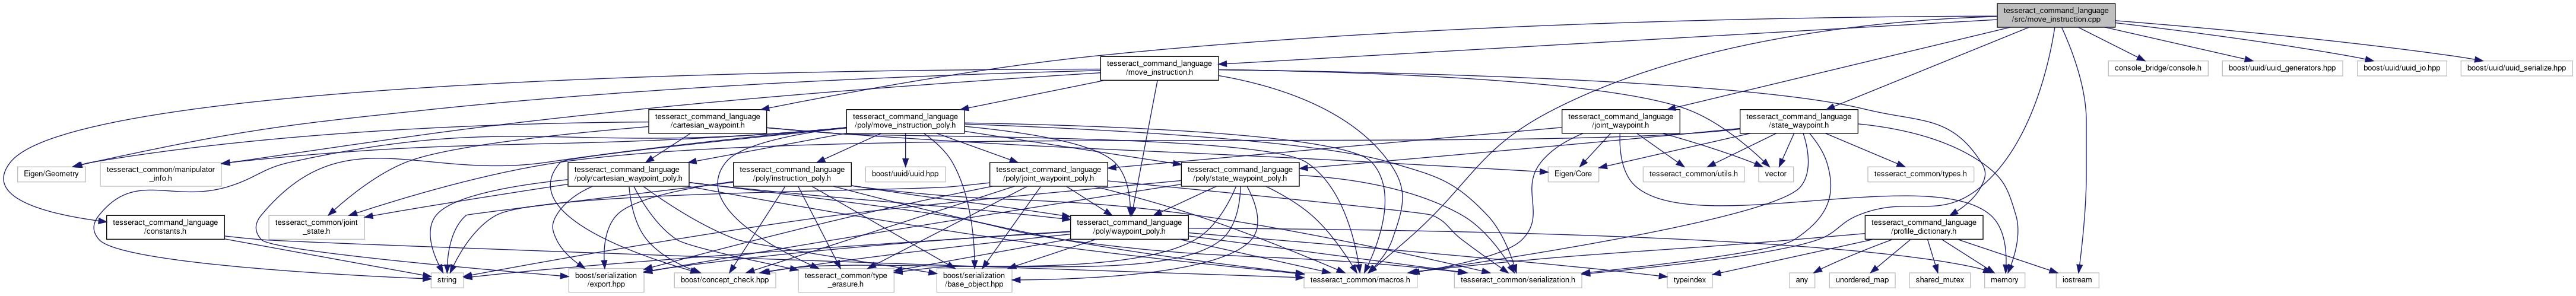 tesseract_command_language
/src/move_instruction.cpp
tesseract_command_language
/move_instruction.h
console_bridge/console.h
boost/uuid/uuid_generators.hpp
boost/uuid/uuid_io.hpp
boost/uuid/uuid_serialize.hpp
tesseract_command_language
/cartesian_waypoint.h
tesseract_command_language
/poly/move_instruction_poly.h
tesseract_command_language
/joint_waypoint.h
tesseract_command_language
/state_waypoint.h
Eigen/Geometry
tesseract_common/manipulator
_info.h
tesseract_command_language
/poly/cartesian_waypoint_poly.h
tesseract_command_language
/poly/instruction_poly.h
boost/uuid/uuid.hpp
tesseract_command_language
/poly/joint_waypoint_poly.h
tesseract_command_language
/poly/state_waypoint_poly.h
Eigen/Core
tesseract_common/utils.h
vector
tesseract_common/types.h
tesseract_command_language
/constants.h
tesseract_common/joint
_state.h
tesseract_command_language
/poly/waypoint_poly.h
tesseract_command_language
/profile_dictionary.h
string
boost/serialization
/export.hpp
boost/concept_check.hpp
tesseract_common/type
_erasure.h
boost/serialization
/base_object.hpp
tesseract_common/macros.h
tesseract_common/serialization.h
typeindex
any
unordered_map
shared_mutex
memory
iostream